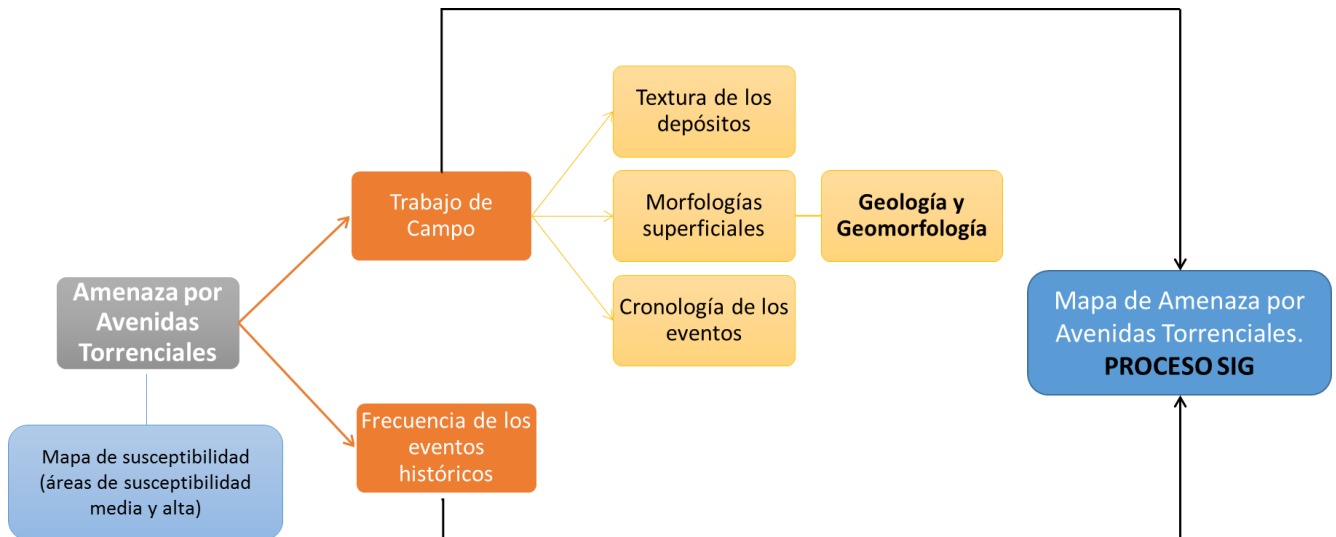 Amenaza por
Avenidas
Torrenciales
Mapa de susceptibilidad
(áreas de susceptibilidad
media y alta)
Trabajo de
Campo
Frecuencia de los
eventos
históricos
Textura de los
depósitos
Morfologías
superficiales
Cronología de los
eventos
Geología y
Geomorfología
Mapa de Amenaza por
Avenidas Torrenciales.
PROCESO SIG